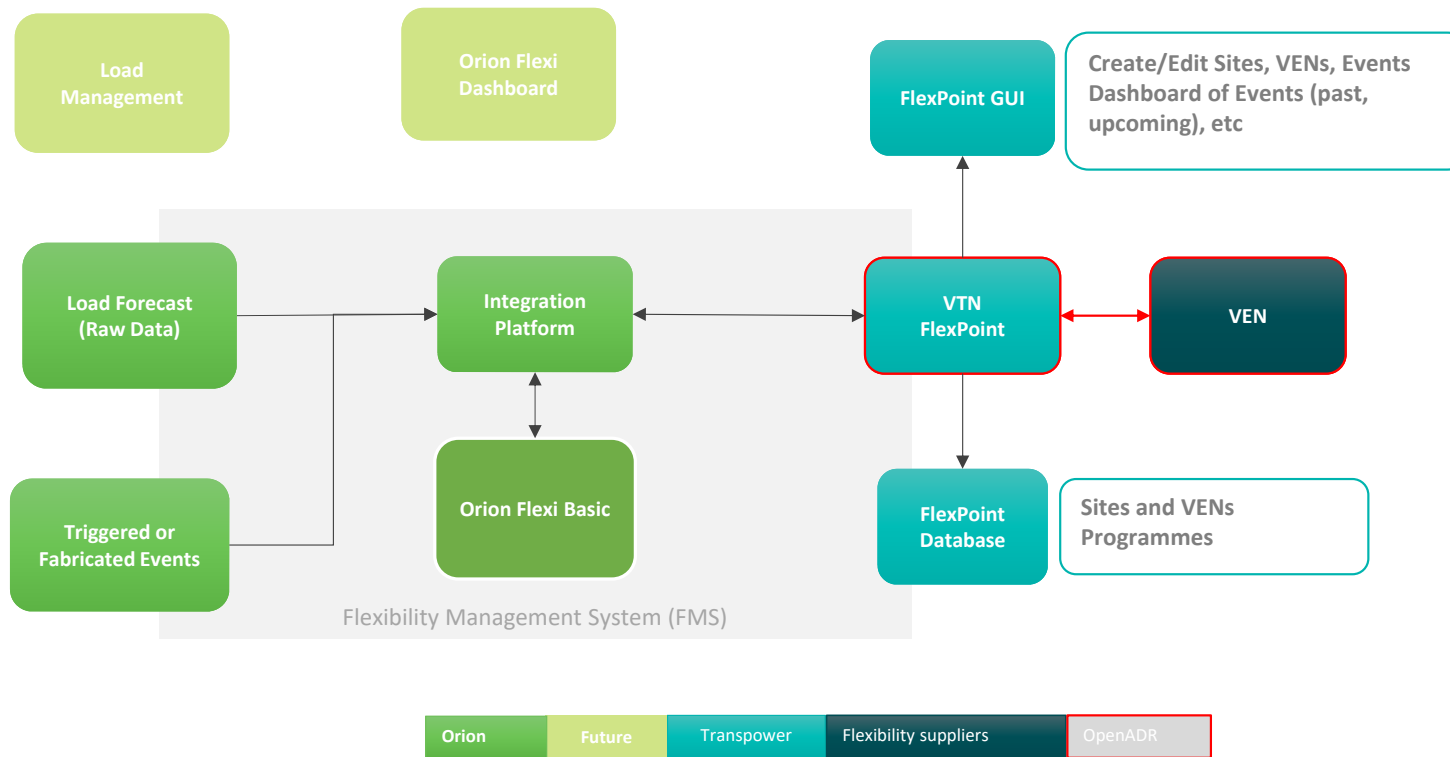 Load
Management
Orion Flexi
Dashboard
FlexPoint GUI
Create/Edit Sites, VENs, Events
Dashboard of Events (past,
upcoming), etc
Load Forecast
(Raw Data)
Integration
Platform
VTN
FlexPoint
VEN
Orion Flexi Basic
Triggered or
Fabricated Events
FlexPoint
Database
Sites and VENs
Programmes
Flexibility Management System (FMS)
Orion
Future
Transpower
Flexibility suppliers
OpenADR